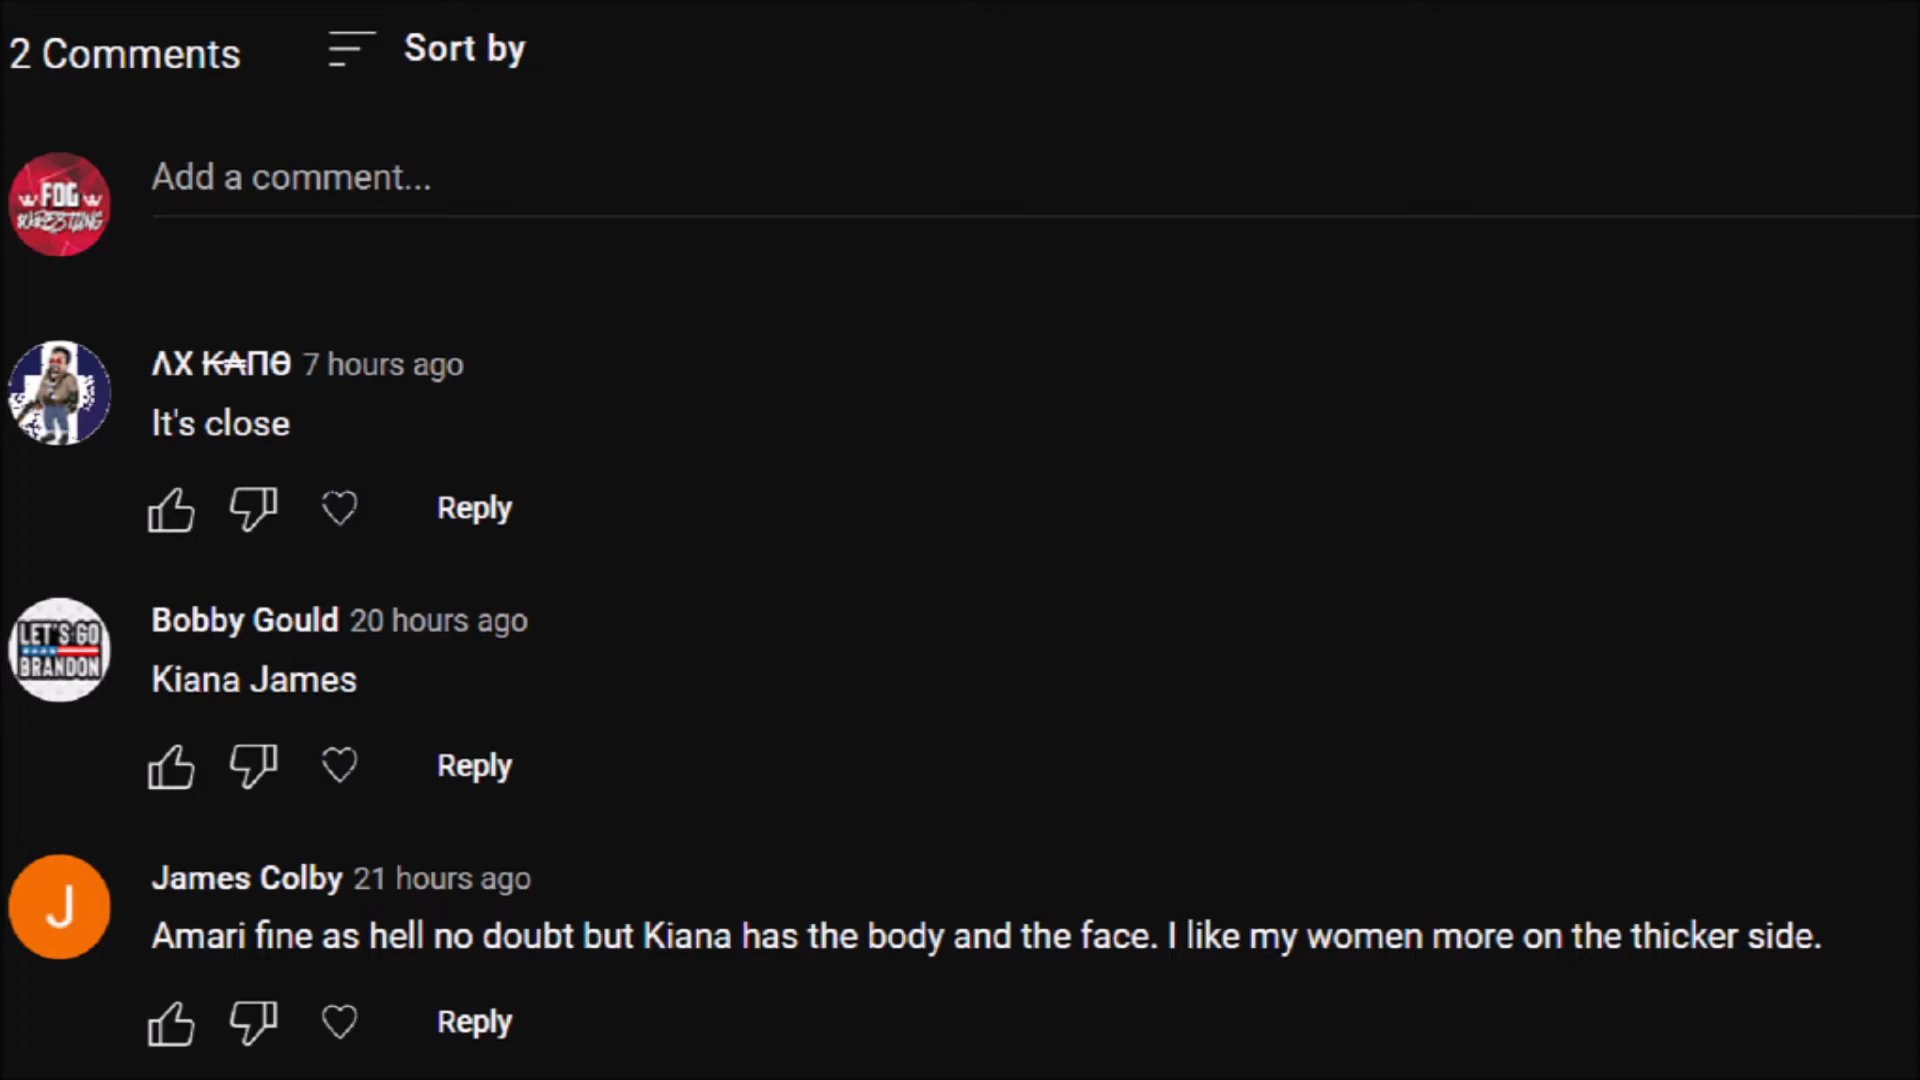 2 Comments
Sort by
Add a comment...
FOG
WRESTLING
ΛX ꝀȺΠθ 7 hours ago
It's close
Reply
LET'S GO
BRANDON
Bobby Gould 20 hours ago
Kiana James
Reply
J
James Colby 21 hours ago
Amari fine as hell no doubt but Kiana has the body and the face. I like my women more on the thicker side.
Reply